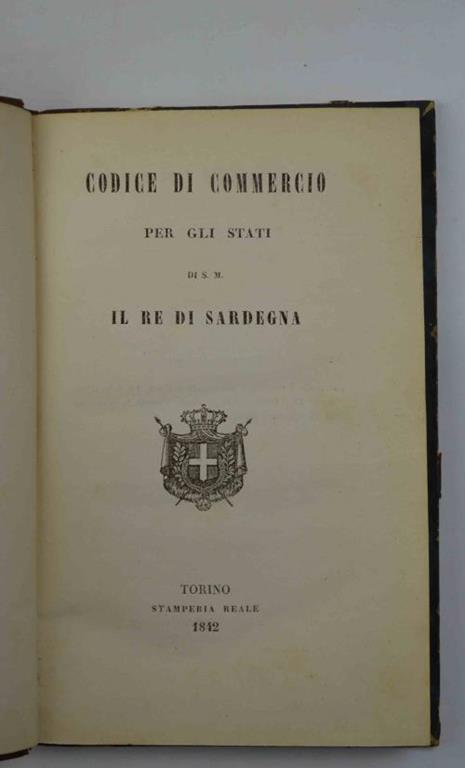 CODICE DI COMMERCIO
PER GLI STATI
DI S. M.
IL RE DI SARDEGNA
TORINO
STAMPERIA REALE
1842